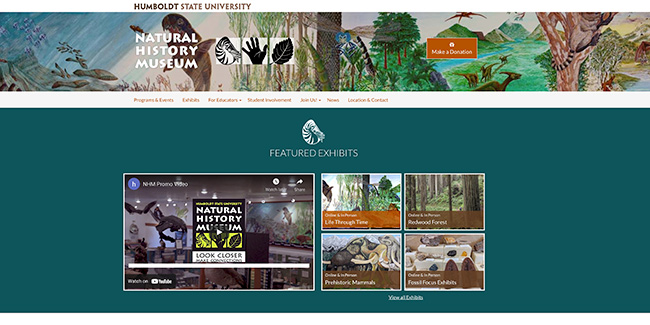 HUMBOLDT STATE UNIVERSITY
NATURAL
HISTORY
MUSEUM
Make a Donation
Programs & Events Exhibits For Educators Student Involvement Join Us! News Location & Contact
FEATURED EXHIBITS
h NHM Promo Video
Watch later Share
HUMBOLDT STATE UNIVERSITY
NATURAL
HISTORY
MUSEUM
LOOK CLOSER
MAKE CONNECTIONS
Watch on YouTube
Online & In Person
Life Through Time
Online & In Person
Redwood Forest
Online & In Person
Prehistoric Mammals
Online & In Person
Fossil Focus Exhibits
View all Exhibits